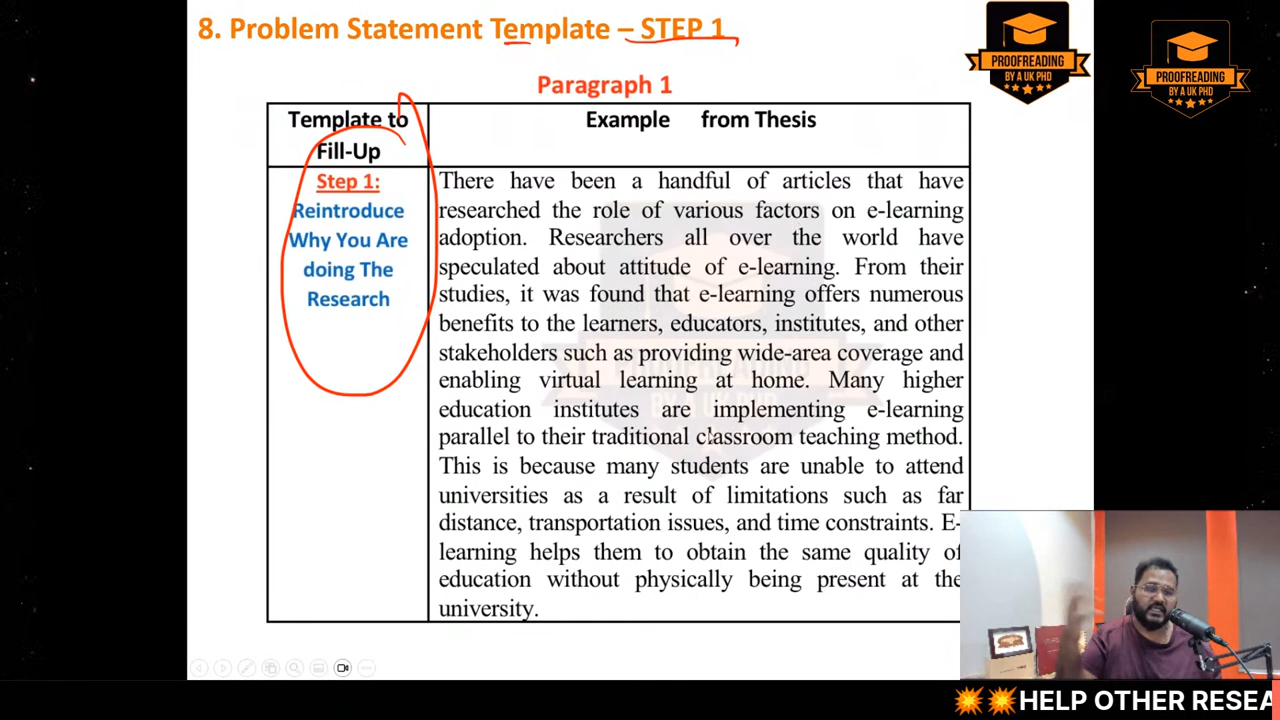 8. Problem Statement Template – STEP 1
PROOFREADING
BY A UK PHD
PROOFREADING
BY A UK PHD
Paragraph 1
Template to
Fill-Up
Example from Thesis
Step 1:
Reintroduce
Why You Are
doing The
Research
There have been a handful of articles that have
researched the role of various factors on e-learning
adoption. Researchers all over the world have
speculated about attitude of e-learning. From their
studies, it was found that e-learning offers numerous
benefits to the learners, educators, institutes, and other
stakeholders such as providing wide-area coverage and
enabling virtual learning at home. Many higher
education institutes are implementing e-learning
parallel to their traditional classroom teaching method.
This is because many students are unable to attend
universities as a result of limitations such as far
distance, transportation issues, and time constraints. E-
learning helps them to obtain the same quality of
education without physically being present at the
university.
PROOFREADING
BY A UK PHD
💥💥HELP OTHER RESEA